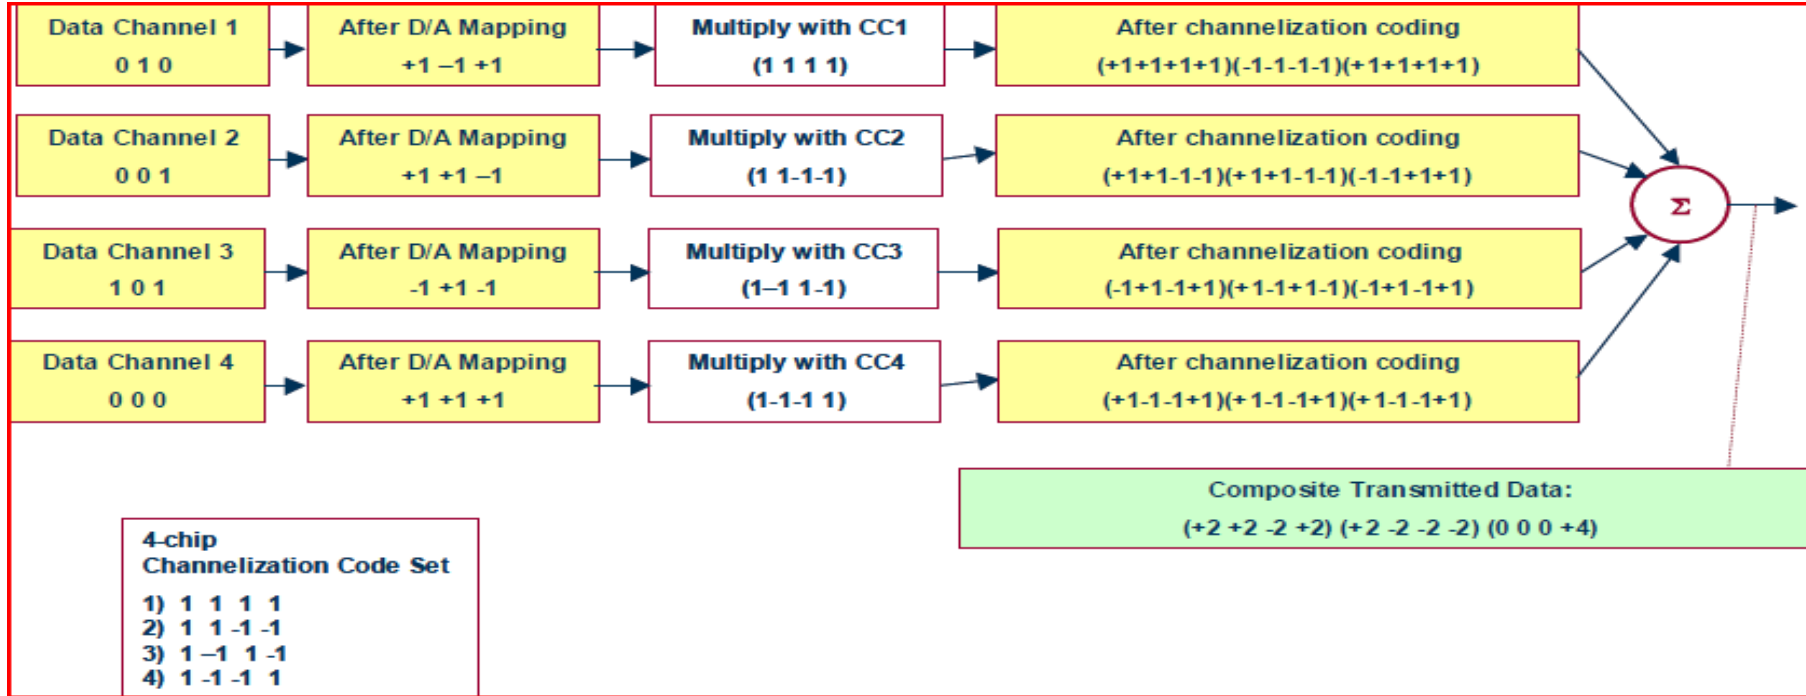 Data Channel 1
0 1 0
After D/A Mapping
+1 –1 +1
Multiply with CC1
(1 1 1 1)
After channelization coding
(+1+1+1+1)(-1-1-1-1)(+1+1+1+1)
Data Channel 2
0 0 1
After D/A Mapping
+1 +1 –1
Multiply with CC2
(1 1-1-1)
After channelization coding
(+1+1-1-1)(+1+1-1-1)(-1-1+1+1)
Σ
Data Channel 3
1 0 1
After D/A Mapping
-1 +1 -1
Multiply with CC3
(1–1 1-1)
After channelization coding
(-1+1-1+1)(+1-1+1-1)(-1+1-1+1)
Data Channel 4
0 0 0
After D/A Mapping
+1 +1 +1
Multiply with CC4
(1-1-1 1)
After channelization coding
(+1-1-1+1)(+1-1-1+1)(+1-1-1+1)
Composite Transmitted Data:
(+2 +2 -2 +2) (+2 -2 -2 -2) (0 0 0 +4)
4-chip
Channelization Code Set
1) 1 1 1 1
2) 1 1 -1 -1
3) 1 –1 1 -1
4) 1 -1 -1 1